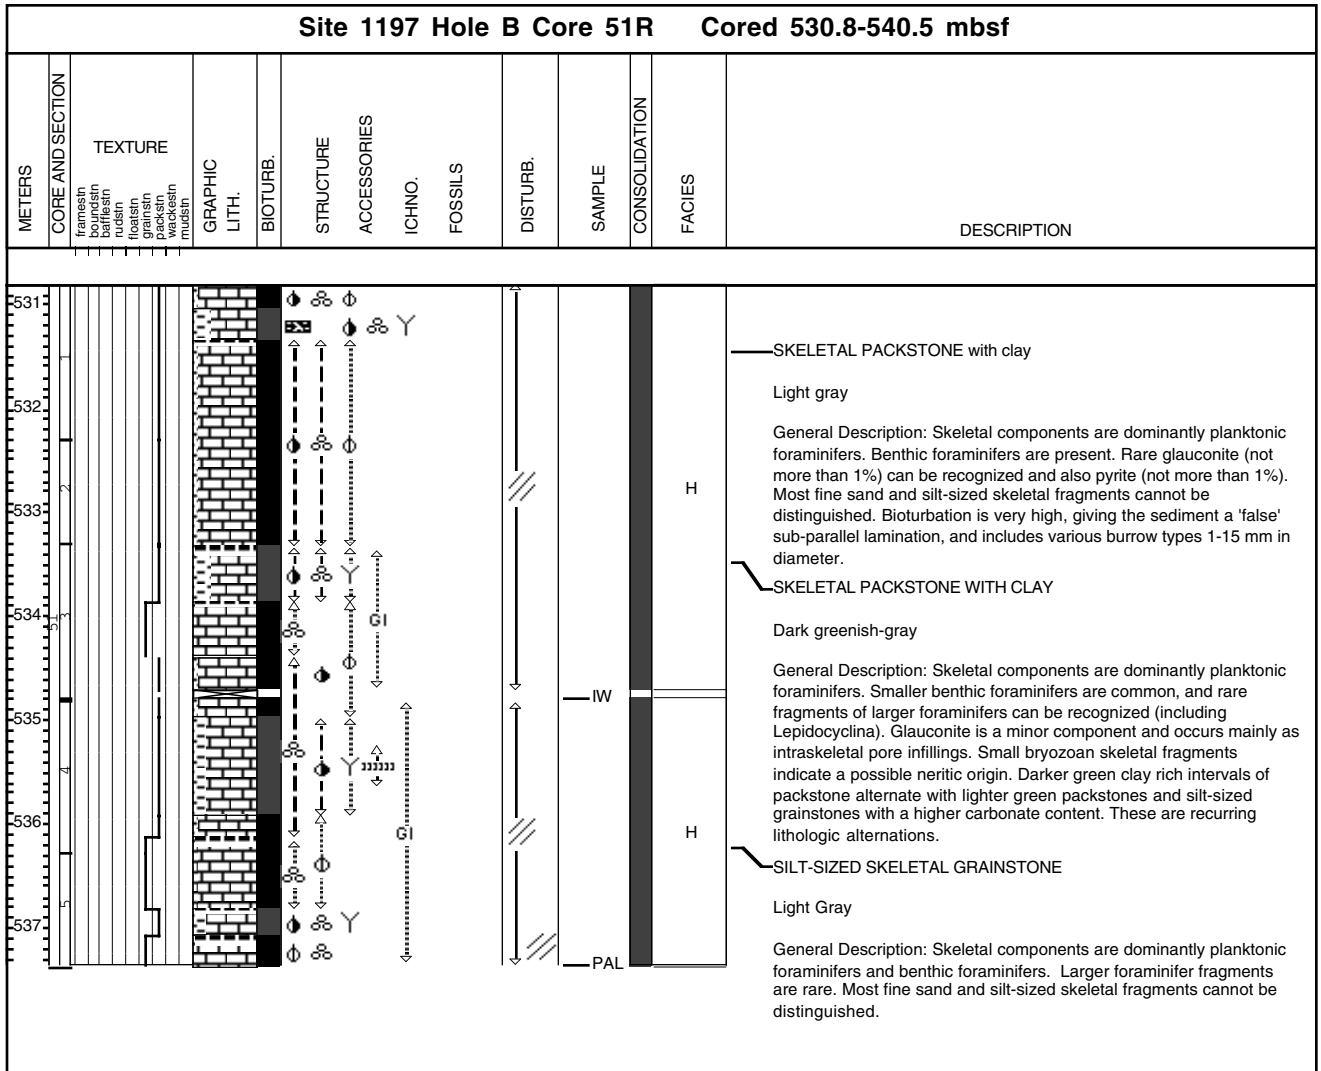 Site 1197 Hole B Core 51R Cored 530.8-540.5 mbsf
METERS
CORE AND SECTION
TEXTURE
framestn
boundstn
bafflestn
rudstn
floatstn
grainstn
packstn
wackestn
mudstn
GRAPHIC
LITH.
BIOTURB.
STRUCTURE
ACCESSORIES
ICHNO.
FOSSILS
DISTURB.
SAMPLE
CONSOLIDATION
FACIES
DESCRIPTION
531
532
533
534
535
536
537
1
2
3
51
4
5
GI
GI
IW
PAL
H
H
SKELETAL PACKSTONE with clay
Light gray
General Description: Skeletal components are dominantly planktonic
foraminifers. Benthic foraminifers are present. Rare glauconite (not
more than 1%) can be recognized and also pyrite (not more than 1%).
Most fine sand and silt-sized skeletal fragments cannot be
distinguished. Bioturbation is very high, giving the sediment a 'false'
sub-parallel lamination, and includes various burrow types 1-15 mm in
diameter.
SKELETAL PACKSTONE WITH CLAY
Dark greenish-gray
General Description: Skeletal components are dominantly planktonic
foraminifers. Smaller benthic foraminifers are common, and rare
fragments of larger foraminifers can be recognized (including
Lepidocyclina). Glauconite is a minor component and occurs mainly as
intraskeletal pore infillings. Small bryozoan skeletal fragments
indicate a possible neritic origin. Darker green clay rich intervals of
packstone alternate with lighter green packstones and silt-sized
grainstones with a higher carbonate content. These are recurring
lithologic alternations.
SILT-SIZED SKELETAL GRAINSTONE
Light Gray
General Description: Skeletal components are dominantly planktonic
foraminifers and benthic foraminifers. Larger foraminifer fragments
are rare. Most fine sand and silt-sized skeletal fragments cannot be
distinguished.